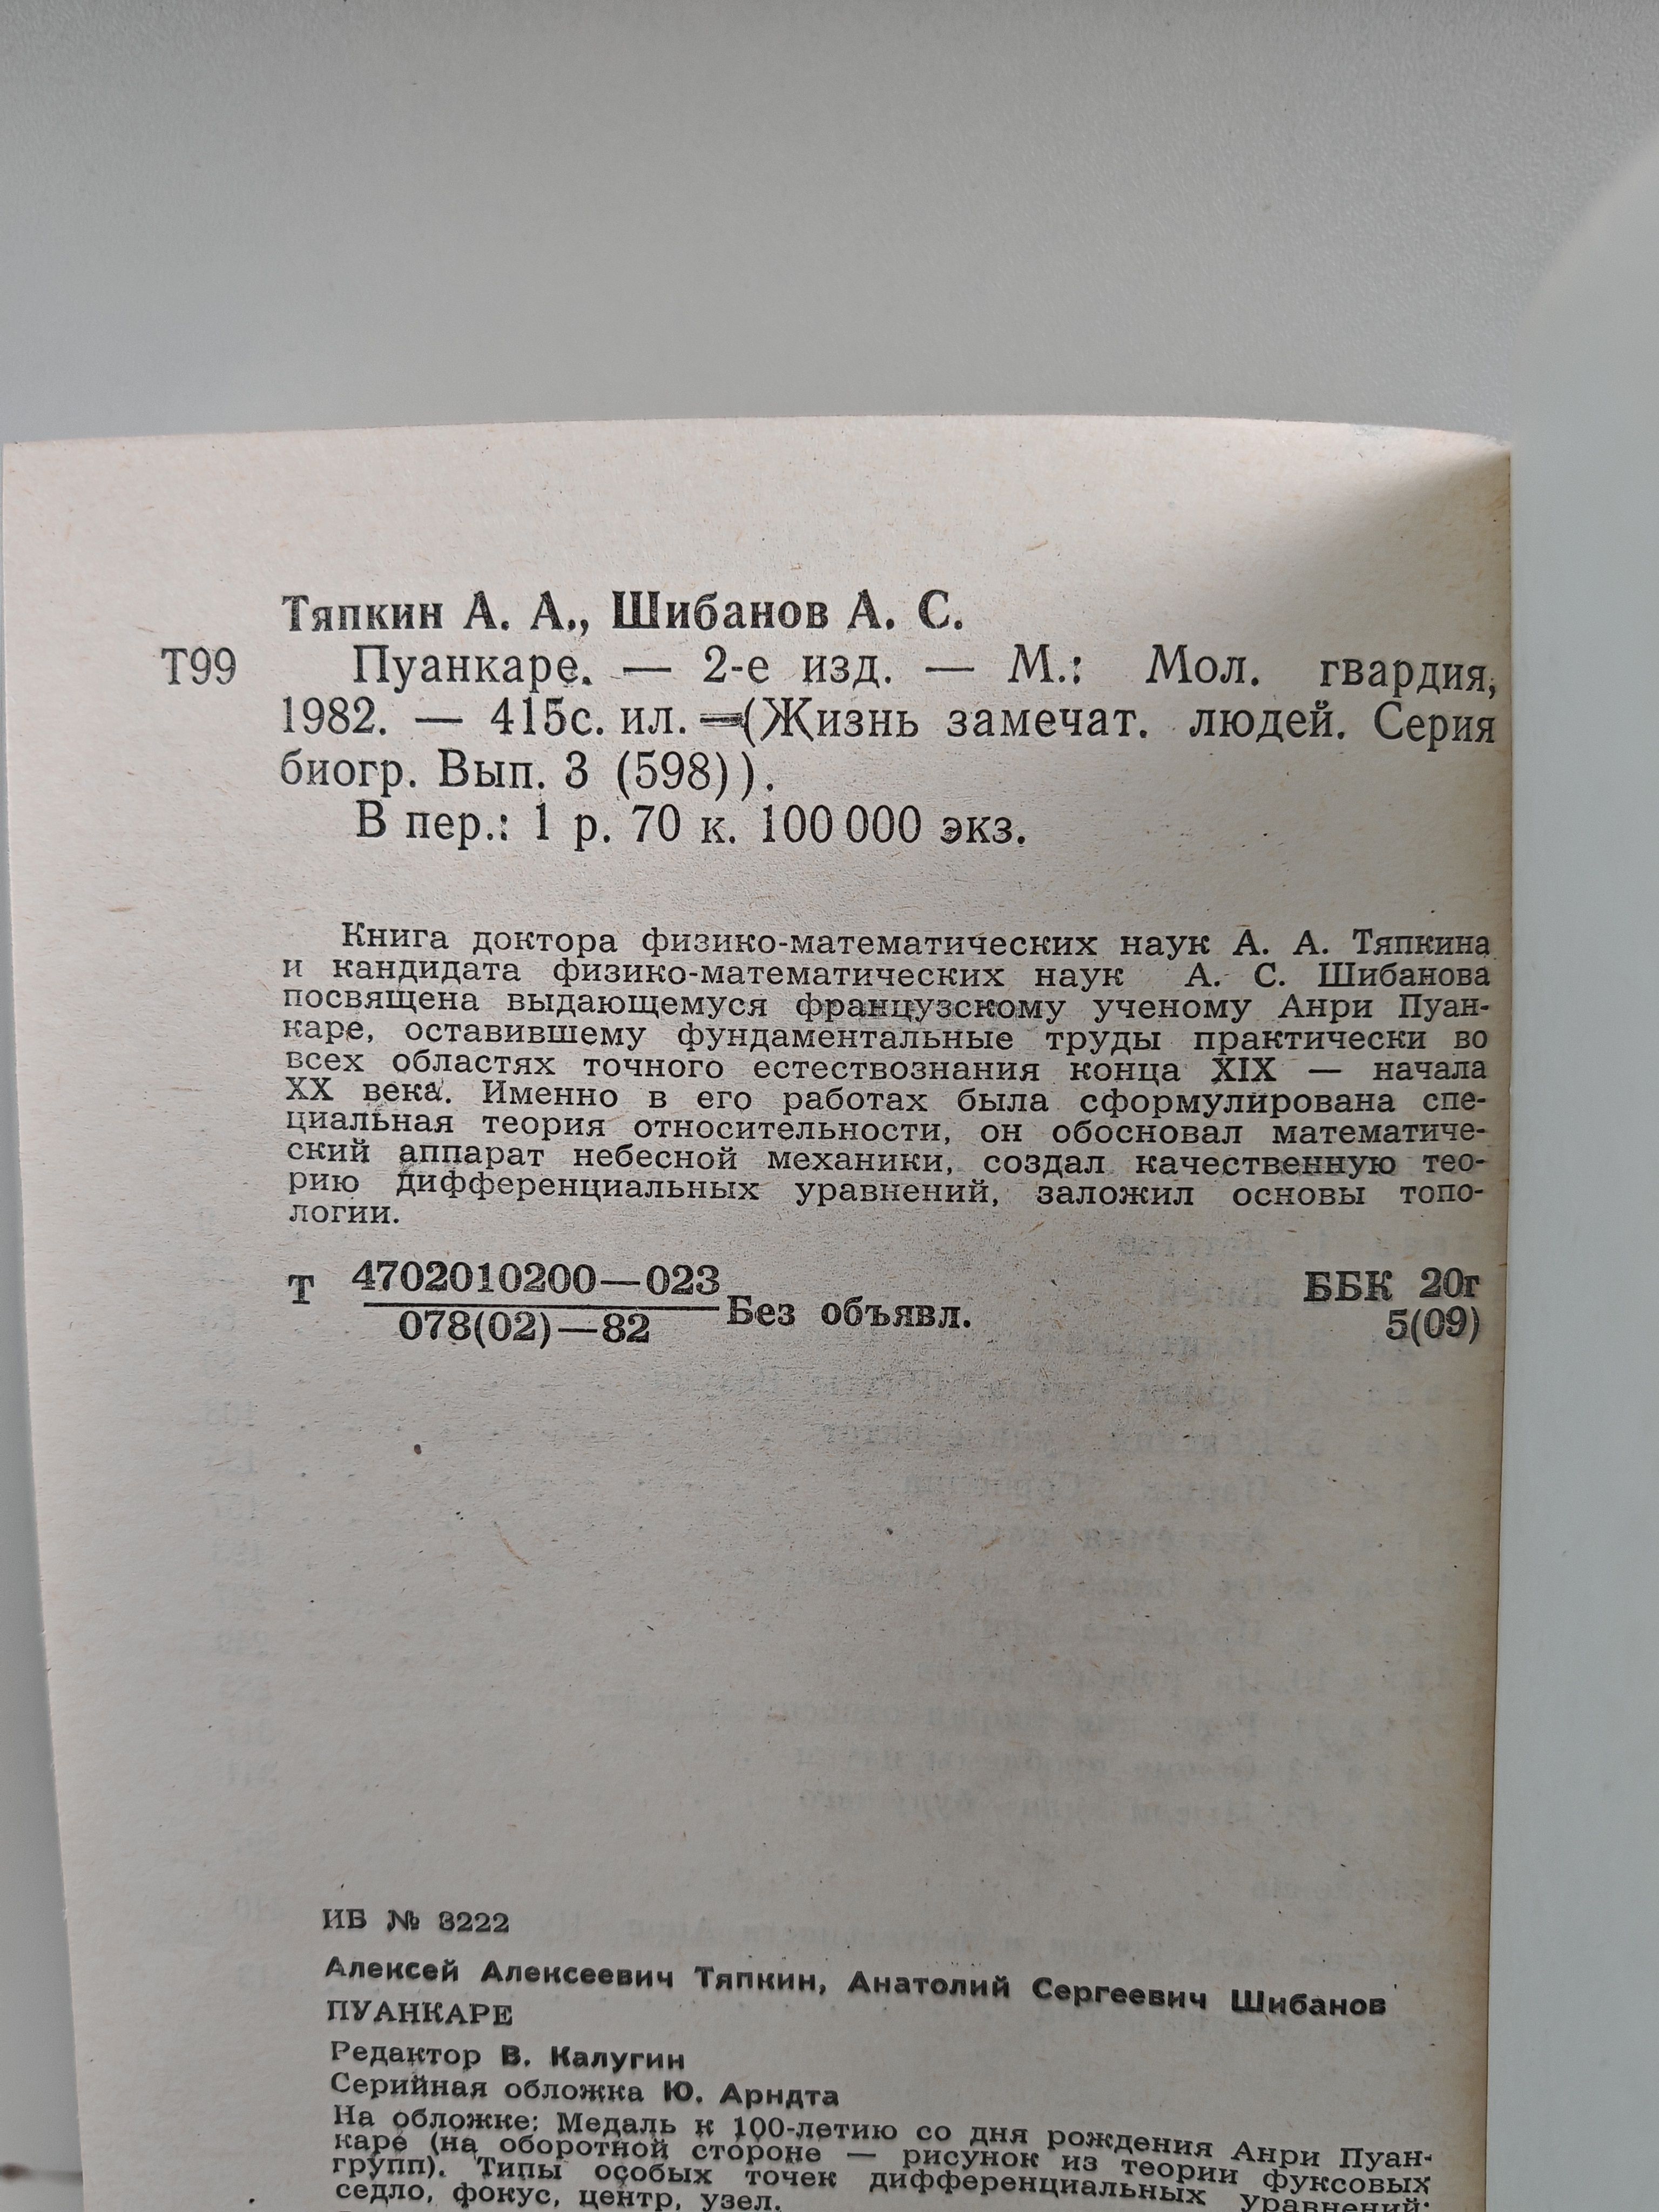 Тяпкин А. А., Шибанов А. С.
Т99 Пуанкаре. — 2-е изд. — М.: Мол. гвардия,
1982. — 415с. ил. —(Жизнь замечат. людей. Серия
биогр. Вып. 3 (598)).
В пер.: 1 р. 70 к. 100 000 экз.
Книга доктора физико-математических наук А. А. Тяпкина
и кандидата физико-математических наук А. С. Шибанова
посвящена выдающемуся французскому ученому Анри Пуан-
каре, оставившему фундаментальные труды практически во
всех областях точного естествознания конца XIX — начала
XX века. Именно в его работах была сформулирована спе-
циальная теория относительности, он обосновал математиче-
ский аппарат небесной механики, создал качественную тео-
рию дифференциальных уравнений, заложил основы топо-
логии.
Т 4702010200—023
078(02)—82 Без объявл.
ББК 20г
5(09)
ИБ № 3222
Алексей Алексеевич Тяпкин, Анатолий Сергеевич Шибанов
ПУАНКАРЕ
Редактор В. Калугин
Серийная обложка Ю. Арндта
На обложке: Медаль к 100-летию со дня рождения Анри Пуан-
каре (на оборотной стороне — рисунок из теории фуксовых
групп). Типы особых точек дифференциальных уравнений:
седло, фокус, центр, узел.